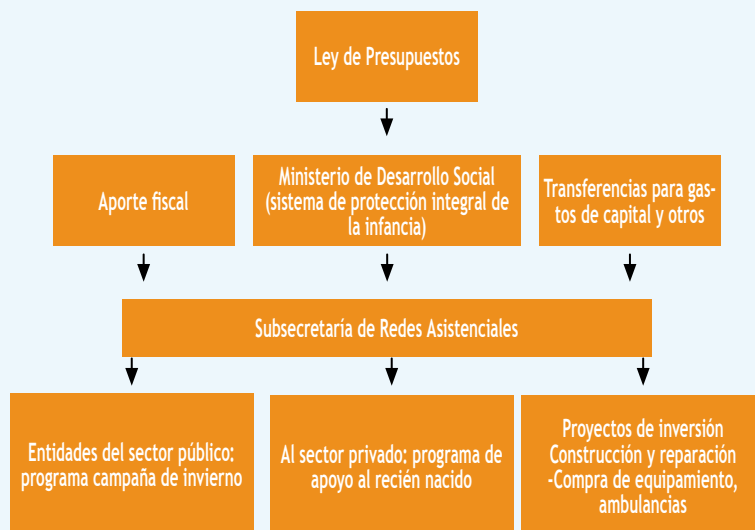 Ley de Presupuestos
Aporte fiscal
Ministerio de Desarrollo Social
(sistema de protección integral de
la infancia)
Transferencias para gas-
tos de capital y otros
Subsecretaría de Redes Asistenciales
Entidades del sector público:
programa campaña de invierno
Al sector privado: programa de
apoyo al recién nacido
Proyectos de inversión
Construcción y reparación
-Compra de equipamiento,
ambulancias